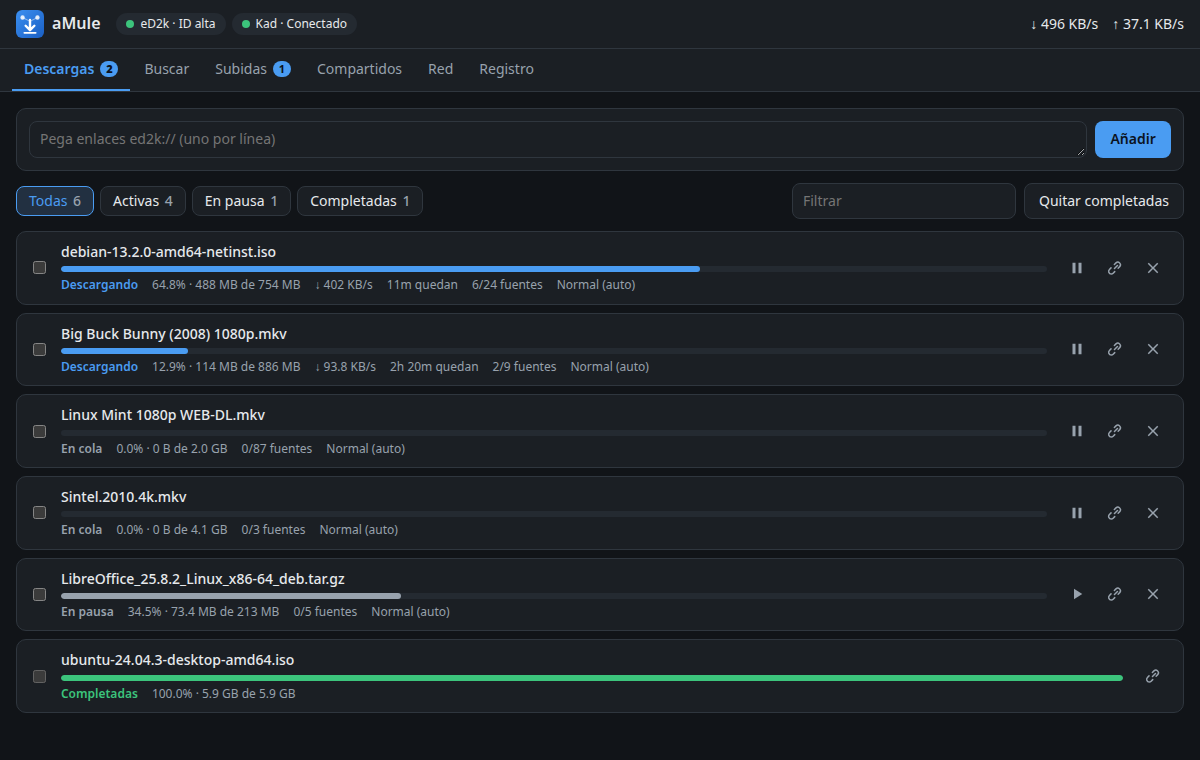 aMule eD2k · ID alta Kad · Conectado ↓ 496 KB/s ↑ 37.1 KB/s
Descargas 2 Buscar Subidas 1 Compartidos Red Registro
Pega enlaces ed2k:// (uno por línea) Añadir
Todas 6 Activas 4 En pausa 1 Completadas 1 Filtrar Quitar completadas
debian-13.2.0-amd64-netinst.iso
Descargando 64.8% · 488 MB de 754 MB ↓ 402 KB/s 11m quedan 6/24 fuentes Normal (auto)
Big Buck Bunny (2008) 1080p.mkv
Descargando 12.9% · 114 MB de 886 MB ↓ 93.8 KB/s 2h 20m quedan 2/9 fuentes Normal (auto)
Linux Mint 1080p WEB-DL.mkv
En cola 0.0% · 0 B de 2.0 GB 0/87 fuentes Normal (auto)
Sintel.2010.4k.mkv
En cola 0.0% · 0 B de 4.1 GB 0/3 fuentes Normal (auto)
LibreOffice_25.8.2_Linux_x86-64_deb.tar.gz
En pausa 34.5% · 73.4 MB de 213 MB 0/5 fuentes Normal (auto)
ubuntu-24.04.3-desktop-amd64.iso
Completadas 100.0% · 5.9 GB de 5.9 GB